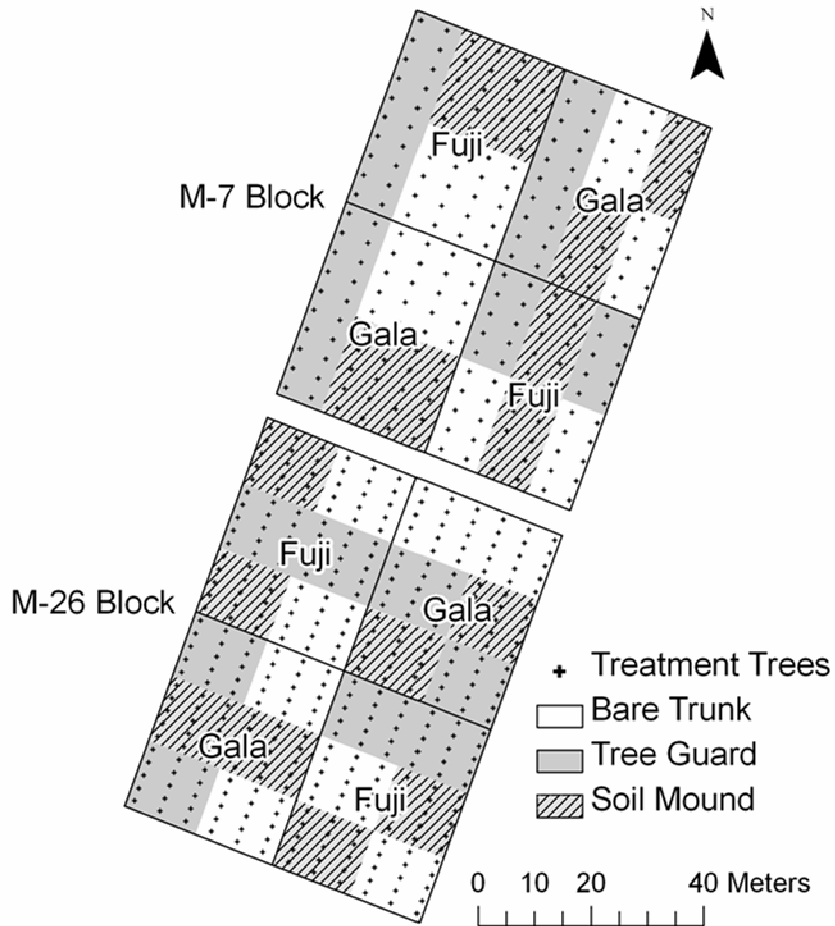 N
Fuji
M-7 Block
Gala
Gala
Fuji
Fuji
M-26 Block
Gala
Treatment Trees
Bare Trunk
Gala
Tree Guard
Fuji
Soil Mound
0 10 20 40 Meters